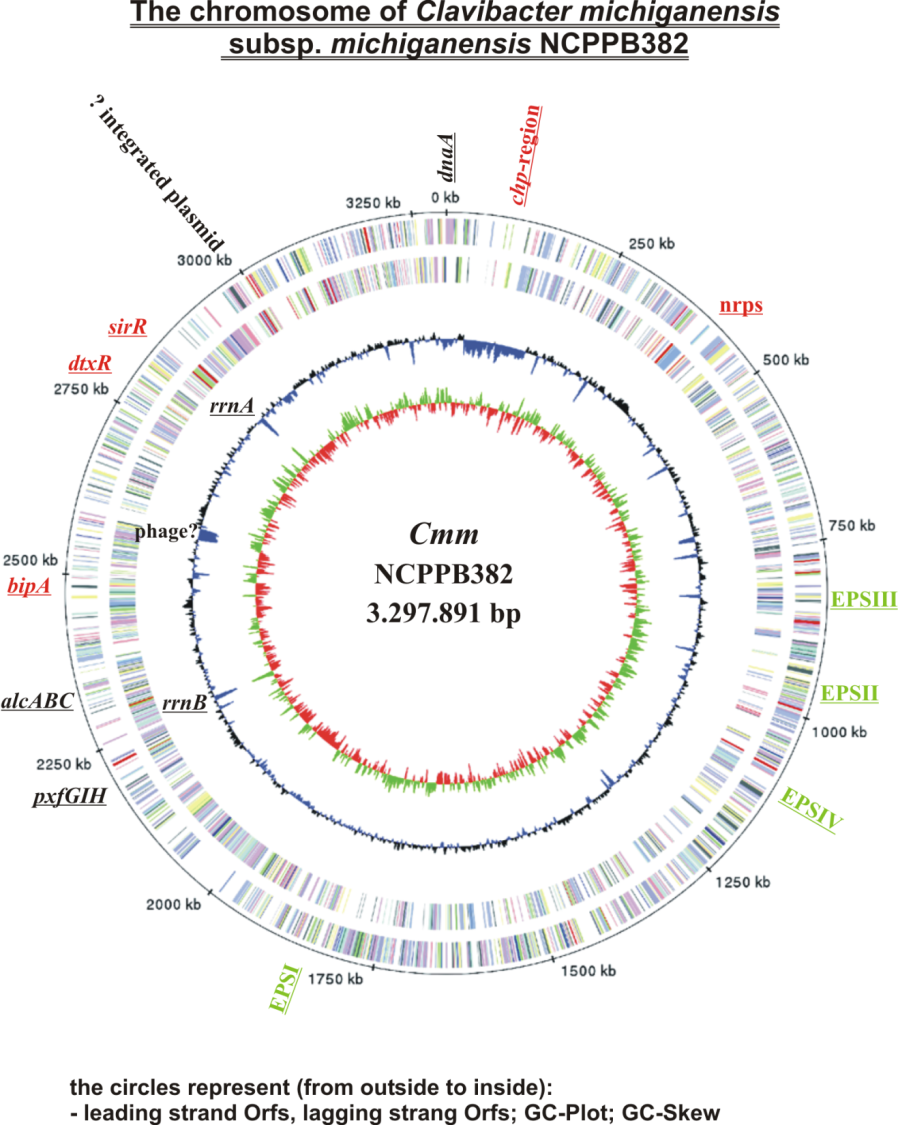 The chromosome of Clavibacter michiganensis
subsp. michiganensis NCPPB382
? integrated plasmid
dnaA
chp-region
3250 kb
0 kb
250 kb
3000 kb
nrps
sirR
dtxR
2750 kb
500 kb
rrnA
phage?
750 kb
Cmm
NCPPB382
3.297.891 bp
2500 kb
bipA
EPSIII
alcABC
rrnB
EPSII
1000 kb
2250 kb
pxfGIH
EPSIV
1250 kb
2000 kb
EPSI
1750 kb
1500 kb
the circles represent (from outside to inside):
- leading strand Orfs, lagging strang Orfs; GC-Plot; GC-Skew